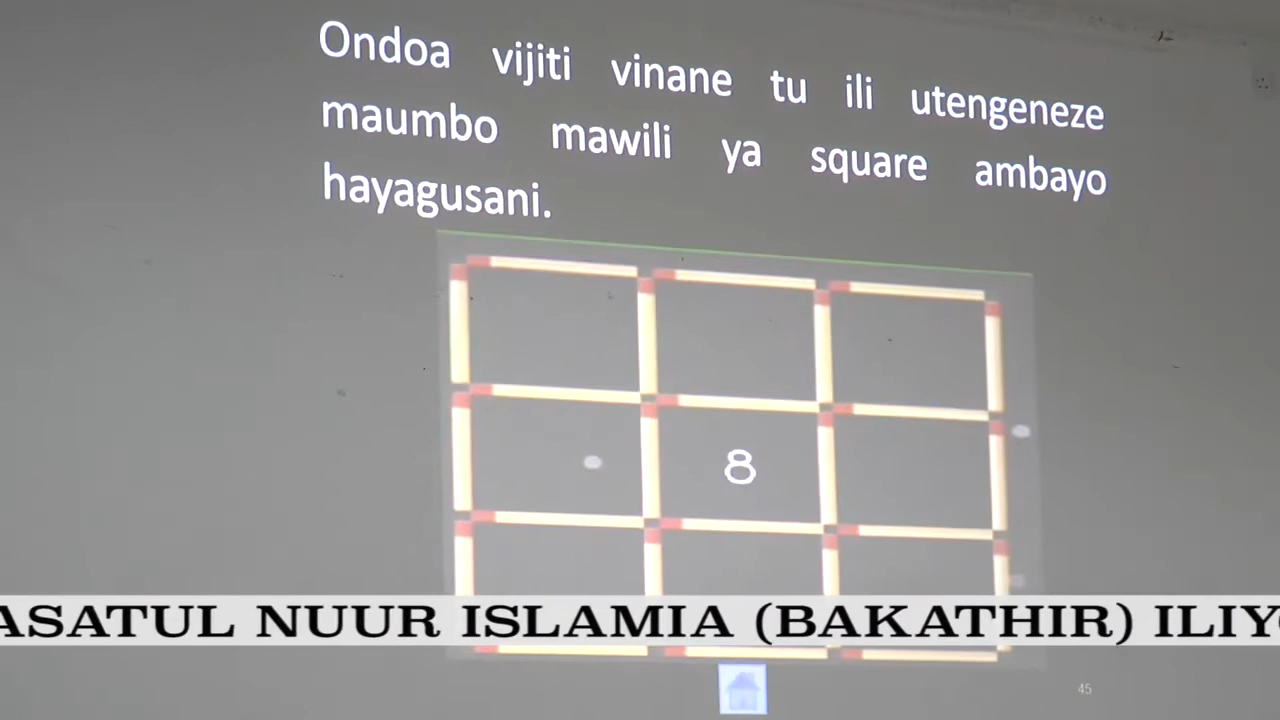 Ondoa vijiti vinane tu ili utengeneze
maumbo mawili ya square ambayo
hayagusani.
8
ASATUL NUUR ISLAMIA (BAKATHIR) ILIY
45